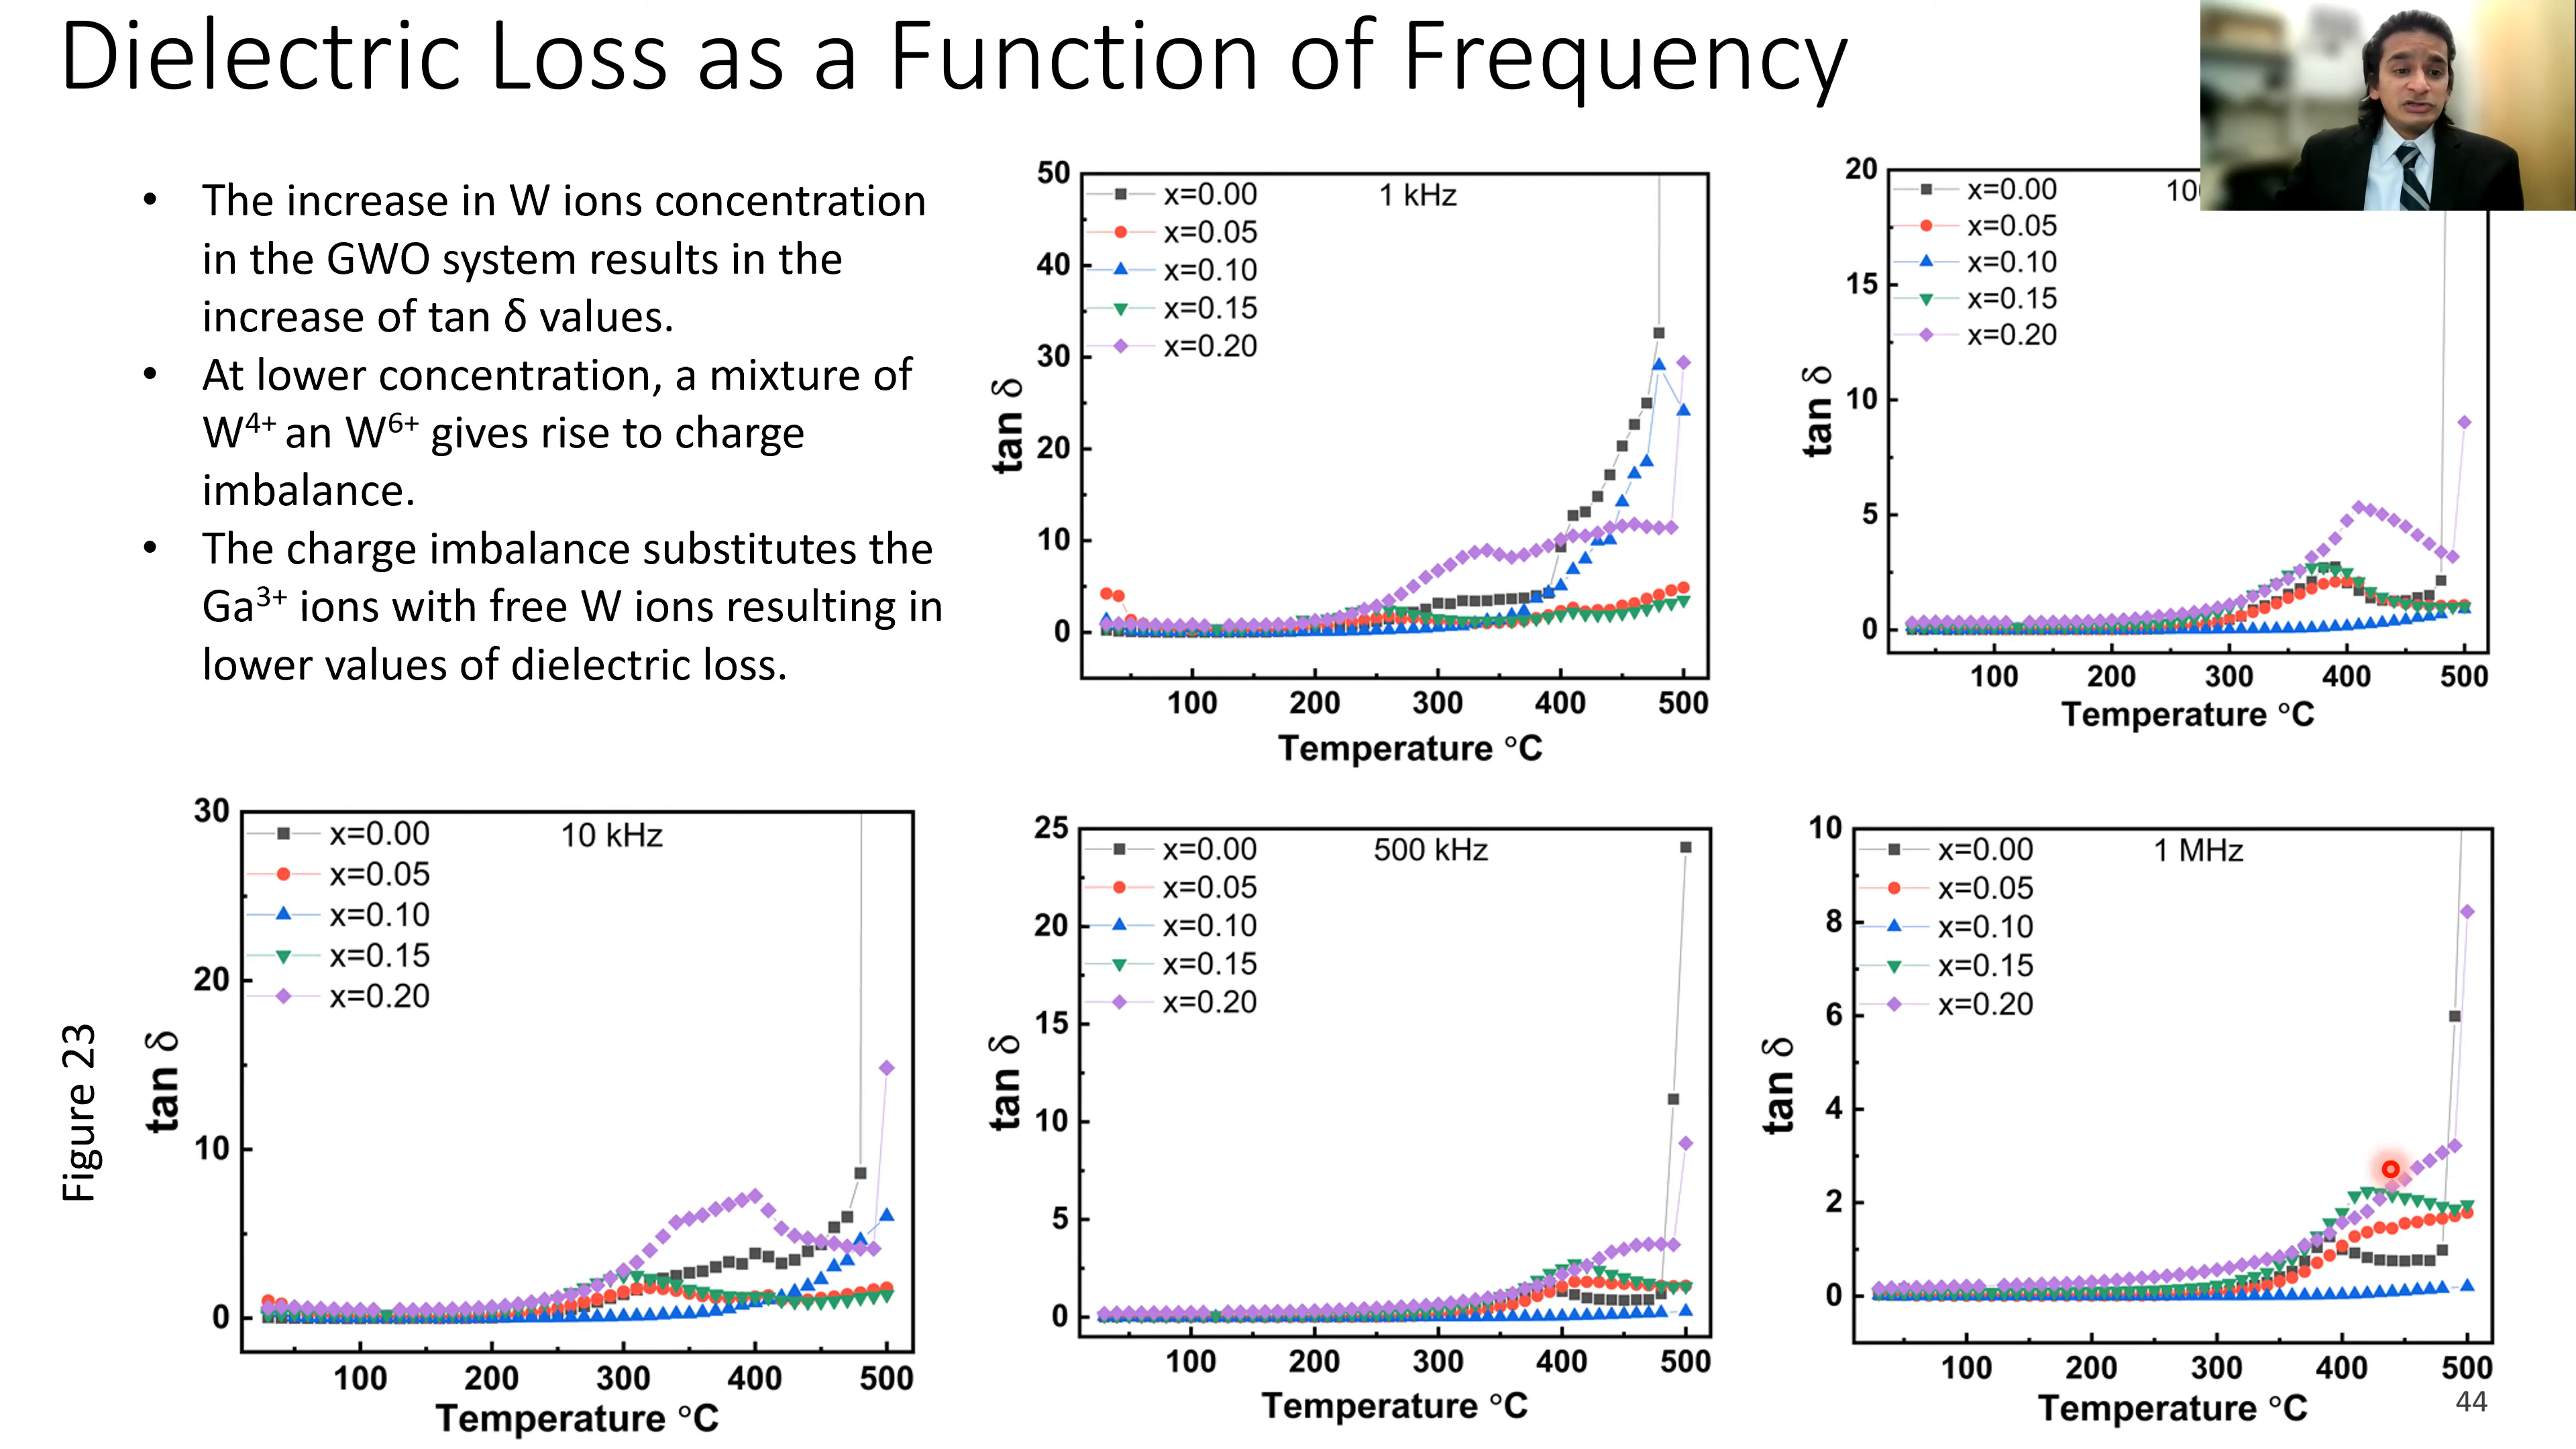 Dielectric Loss as a Function of Frequency
• The increase in W ions concentration
in the GWO system results in the
increase of tan δ values.
• At lower concentration, a mixture of
W⁴⁺ an W⁶⁺ gives rise to charge
imbalance.
• The charge imbalance substitutes the
Ga³⁺ ions with free W ions resulting in
lower values of dielectric loss.
50
40
30
20
10
0
tan δ
x=0.00
x=0.05
x=0.10
x=0.15
x=0.20
1 kHz
100 200 300 400 500
Temperature °C
20
15
10
5
0
tan δ
x=0.00
x=0.05
x=0.10
x=0.15
x=0.20
100 200 300 400 500
Temperature °C
Figure 23
30
20
10
0
tan δ
x=0.00
x=0.05
x=0.10
x=0.15
x=0.20
10 kHz
100 200 300 400 500
Temperature °C
25
20
15
10
5
0
tan δ
x=0.00
x=0.05
x=0.10
x=0.15
x=0.20
500 kHz
100 200 300 400 500
Temperature °C
10
8
6
4
2
0
tan δ
x=0.00
x=0.05
x=0.10
x=0.15
x=0.20
1 MHz
100 200 300 400 500
Temperature °C
44